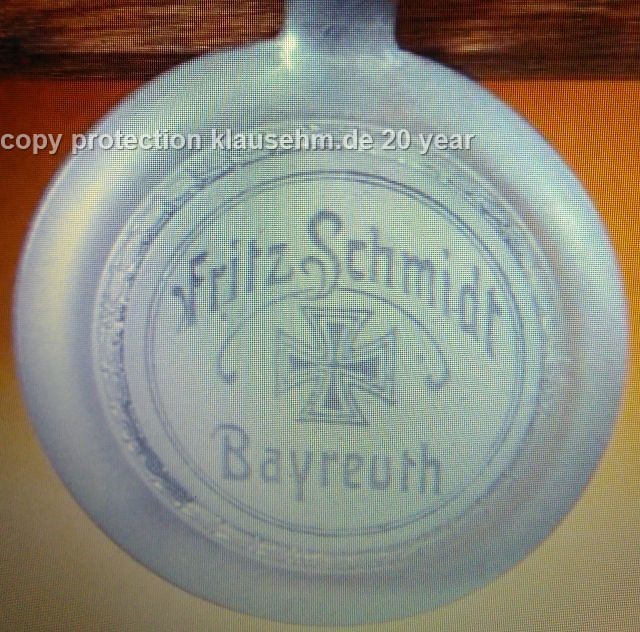 copy protection klausehm.de 20 year
Fritz Schmidt
Bayreuth